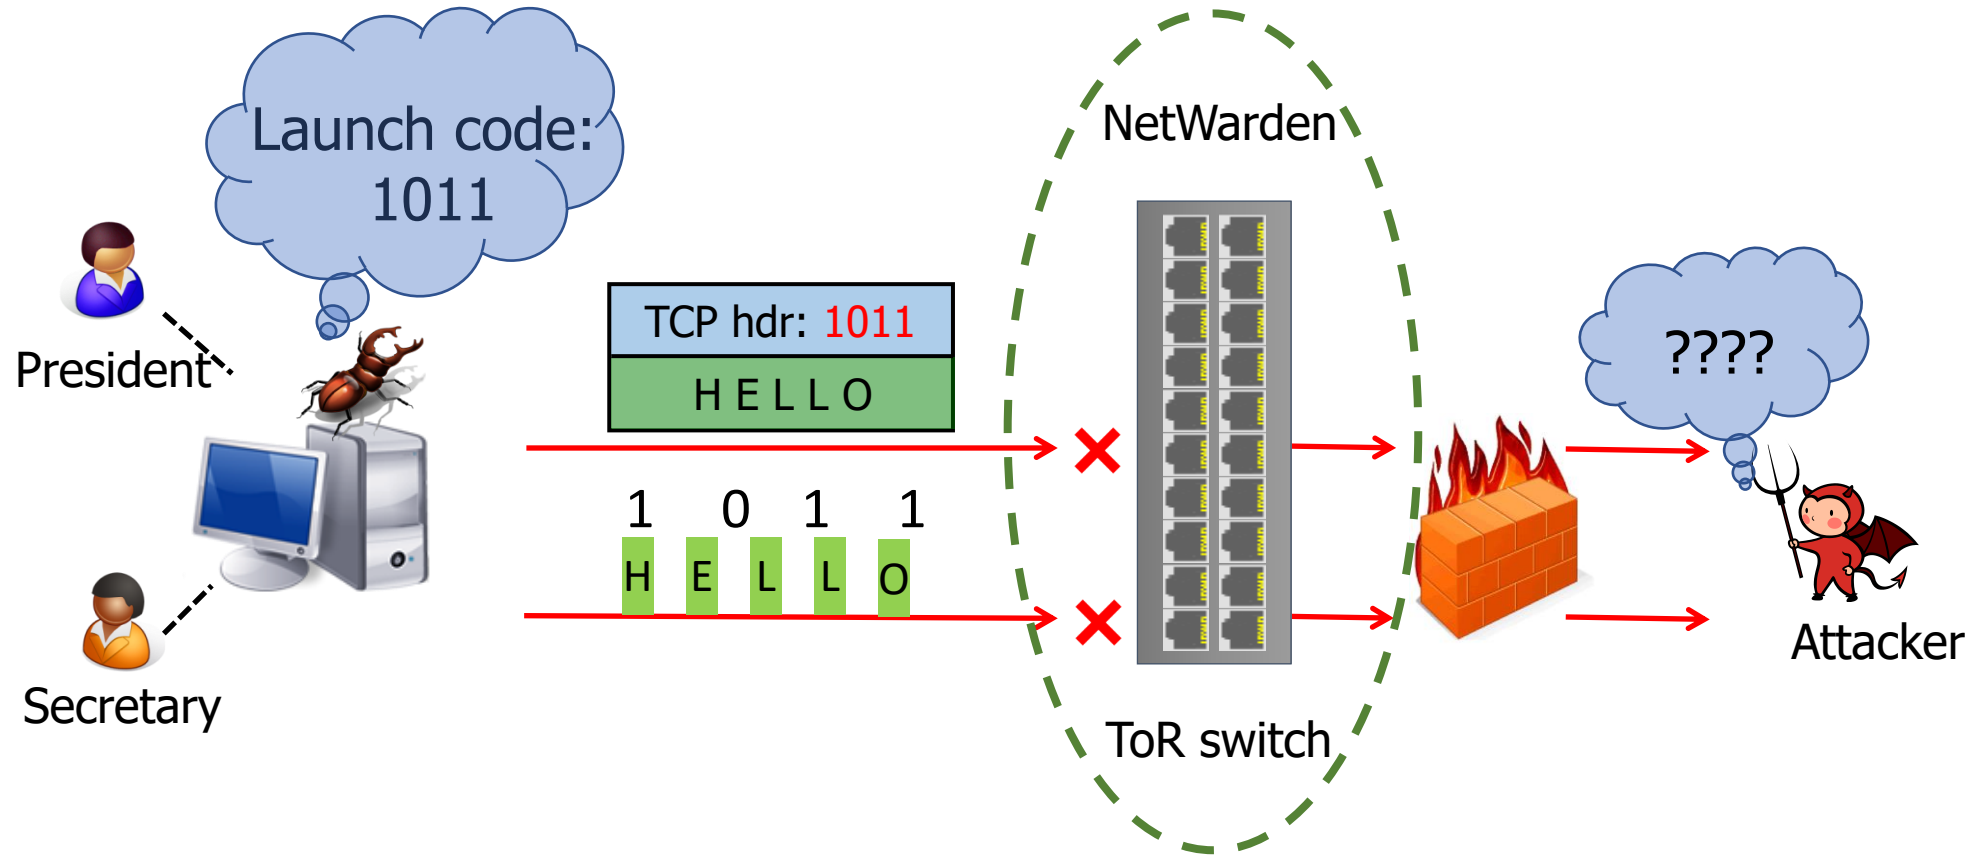 Launch code:
1011
President
Secretary
TCP hdr: 1011
H E L L O
1 0 1 1
H E L L O
NetWarden
ToR switch
????
Attacker